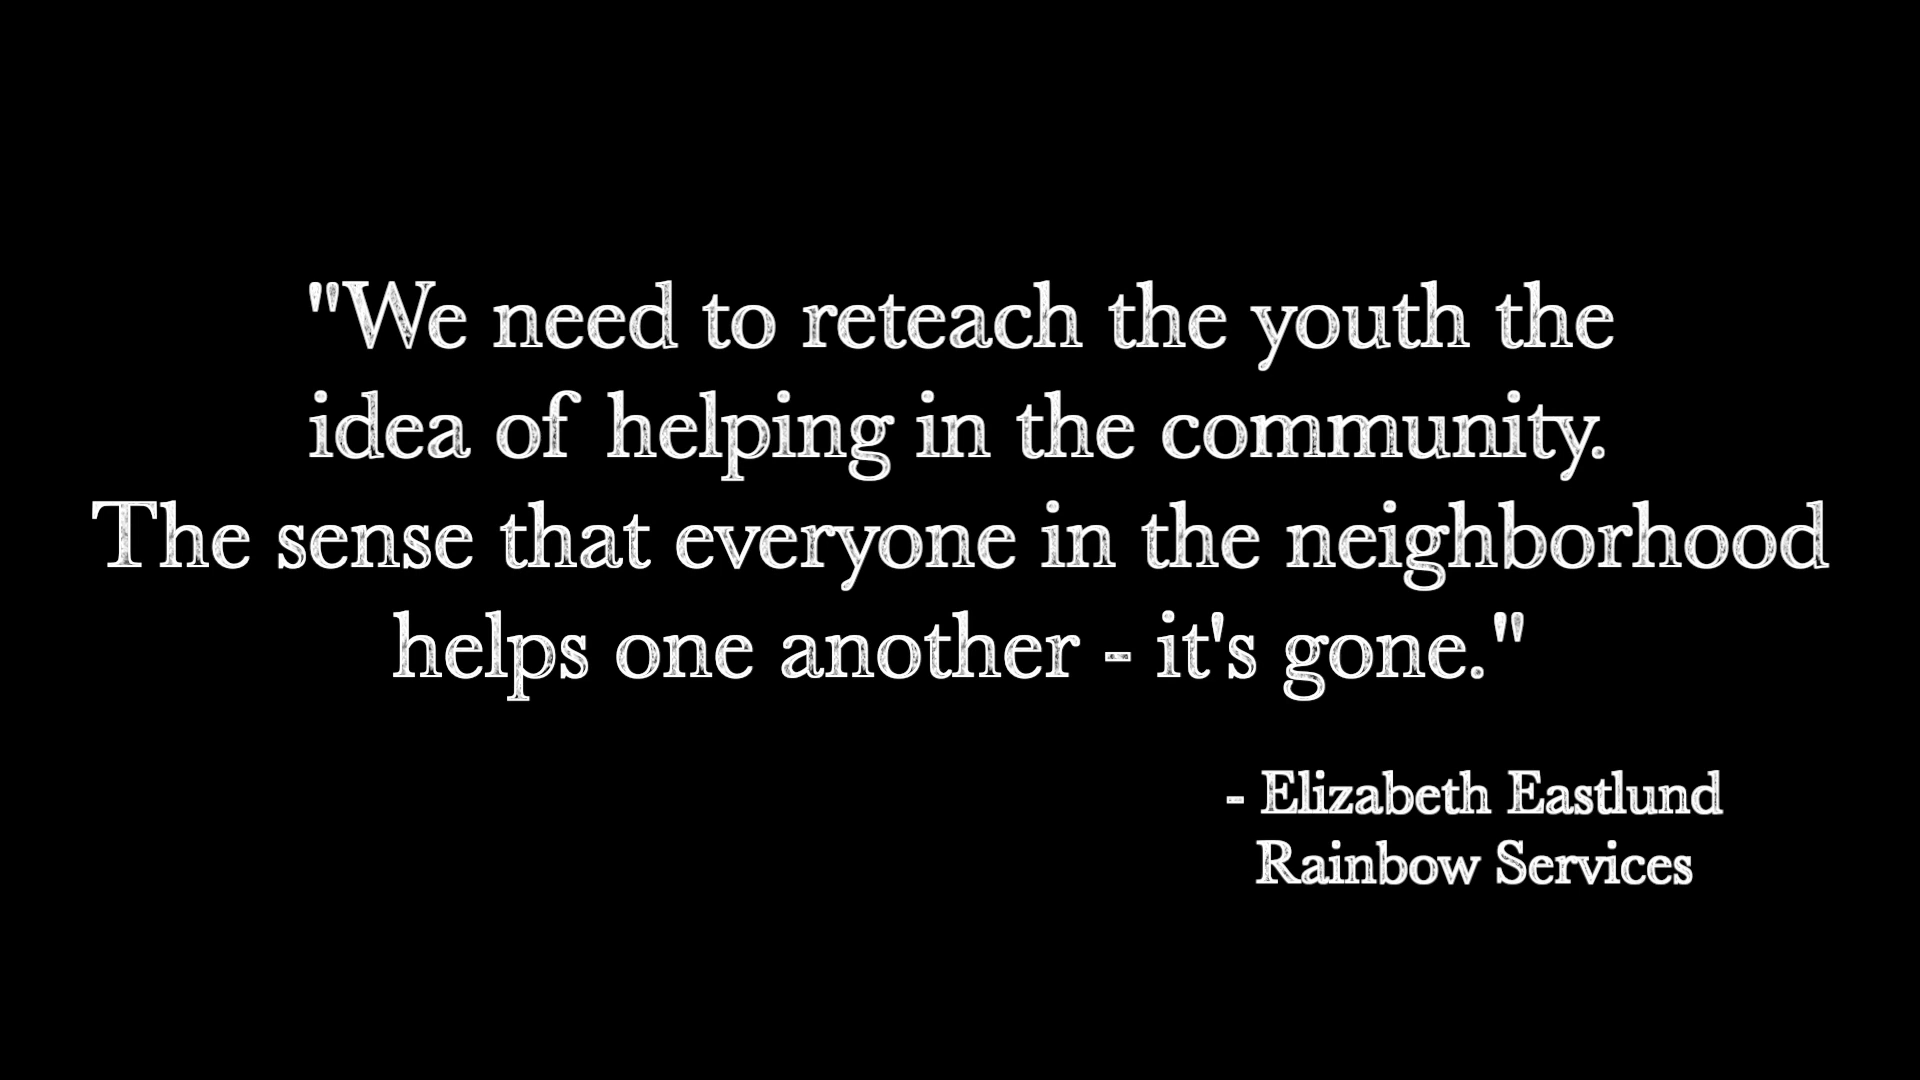 "We need to reteach the youth the
idea of helping in the community.
The sense that everyone in the neighborhood
helps one another - it's gone."
- Elizabeth Eastlund
Rainbow Services